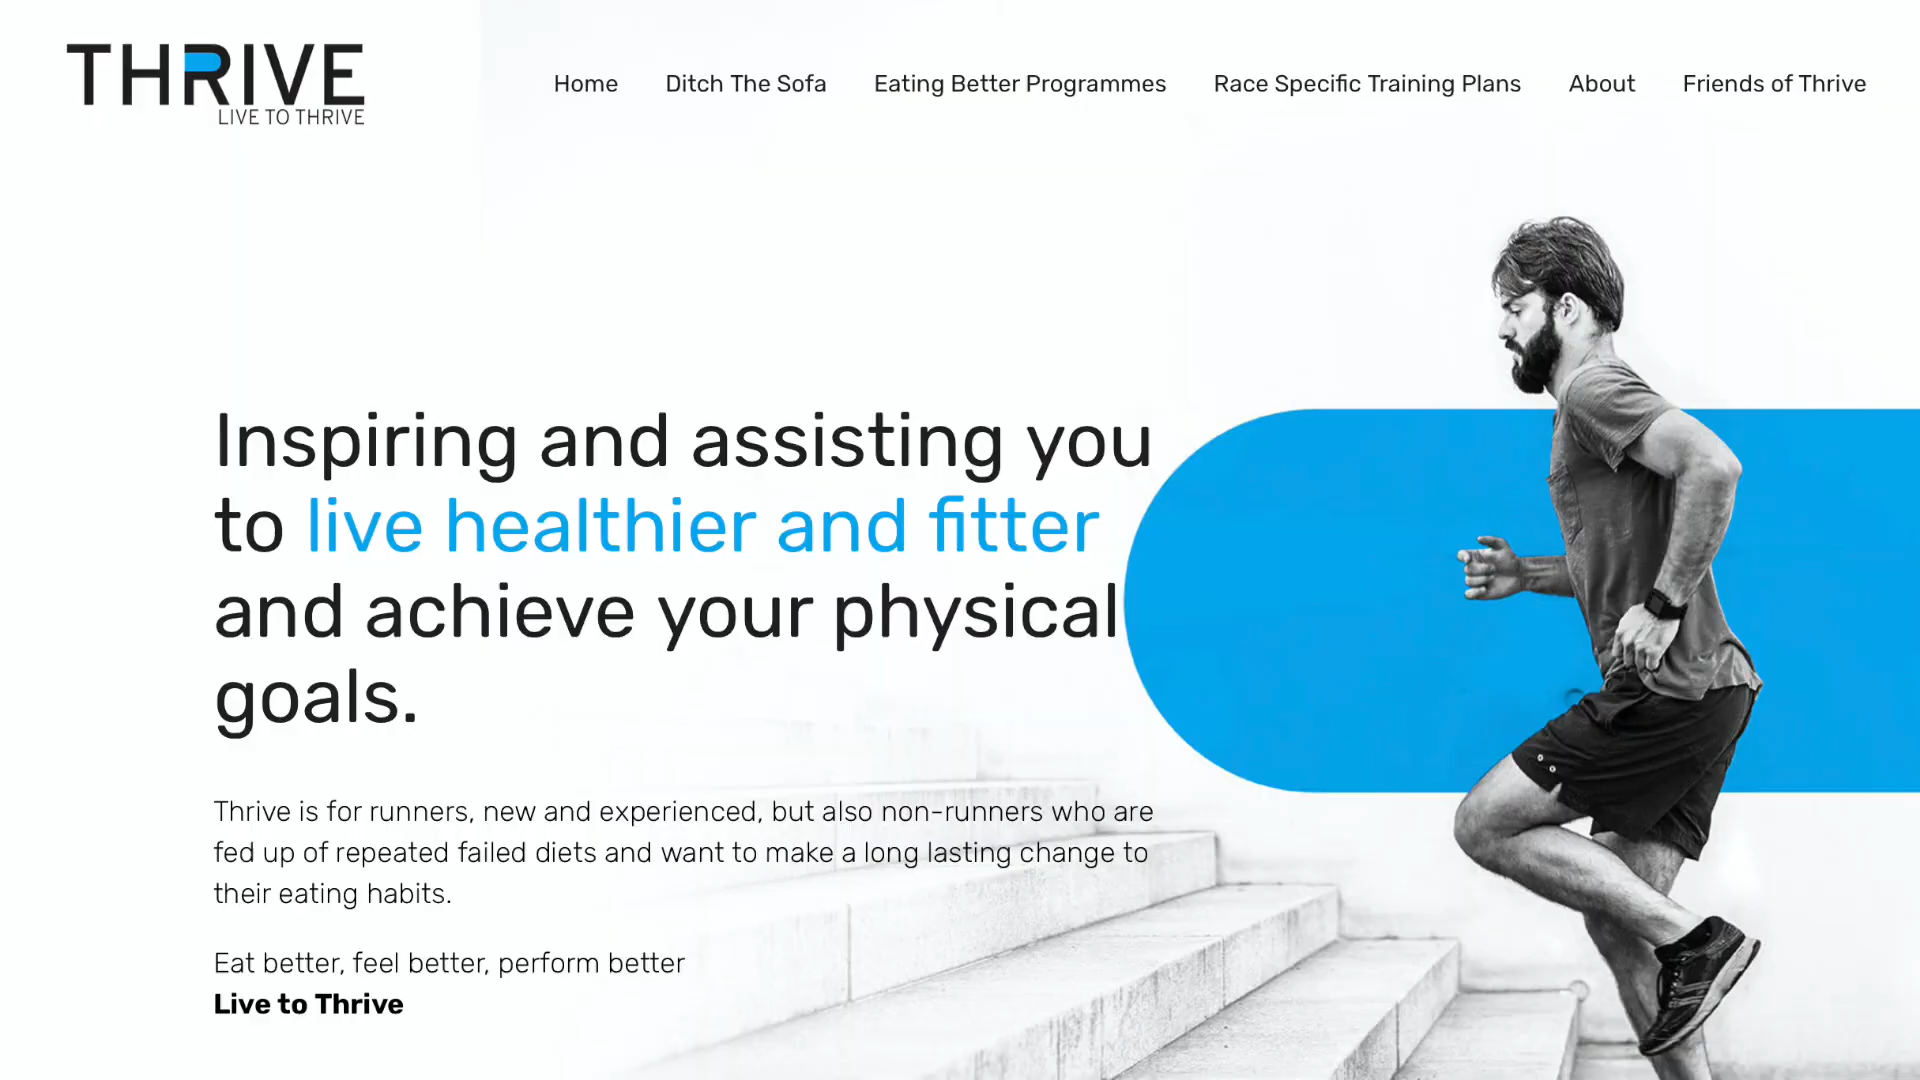 THRIVE
LIVE TO THRIVE
Home
Ditch The Sofa
Eating Better Programmes
Race Specific Training Plans
About
Friends of Thrive
Inspiring and assisting you
to live healthier and fitter
and achieve your physical
goals.
Thrive is for runners, new and experienced, but also non-runners who are
fed up of repeated failed diets and want to make a long lasting change to
their eating habits.
Eat better, feel better, perform better
Live to Thrive